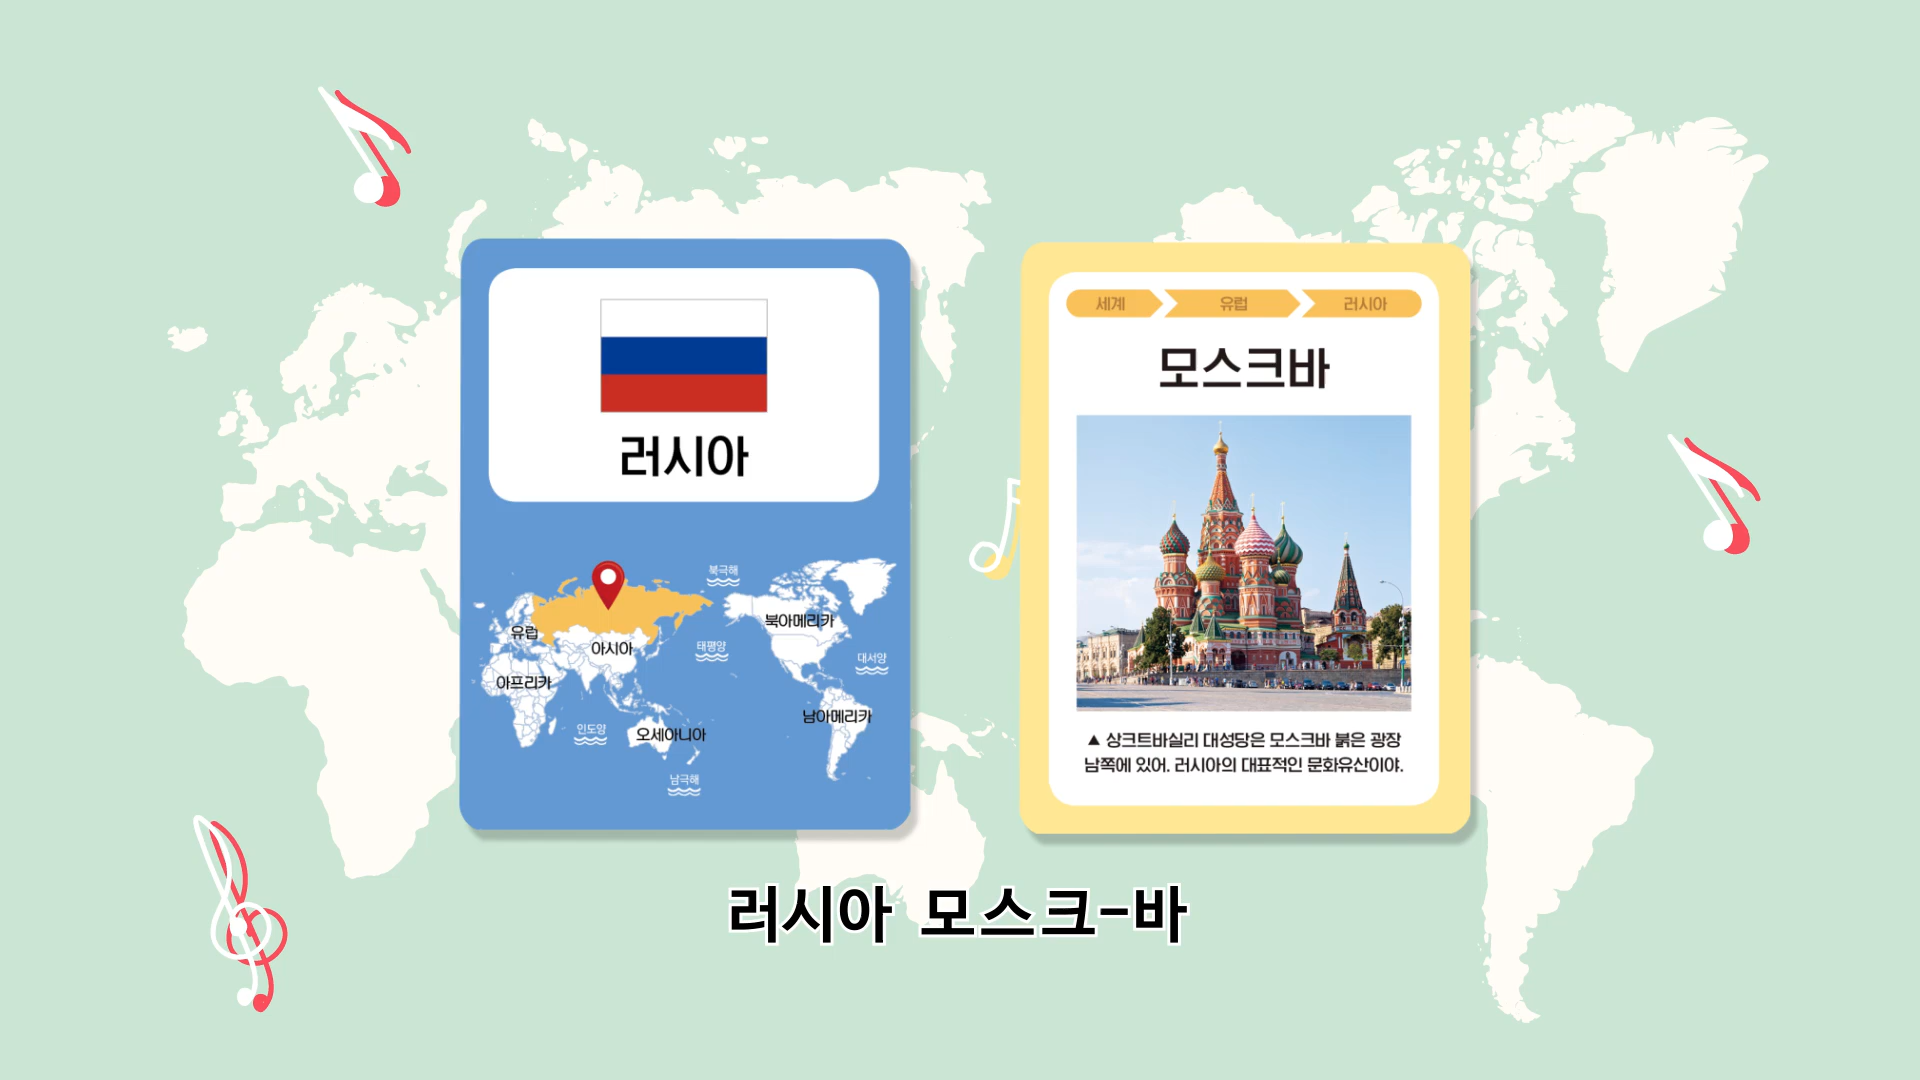 러시아
북극해
유럽
아시아
북아메리카
태평양
대서양
아프리카
남아메리카
인도양
오세아니아
남극해
세계 유럽 러시아
모스크바
▲ 상크트바실리 대성당은 모스크바 붉은 광장
남쪽에 있어. 러시아의 대표적인 문화유산이야.
러시아 모스크-바